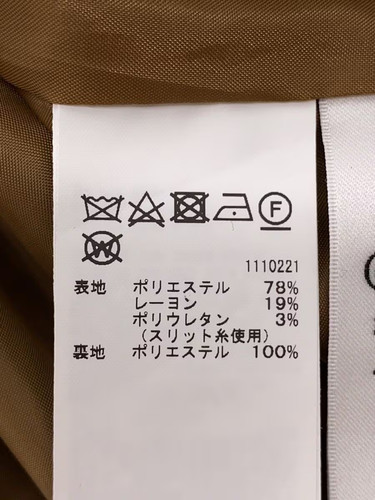 F
W
1110221
表地 ポリエステル 78%
レーヨン 19%
ポリウレタン 3%
(スリット糸使用)
裏地 ポリエステル 100%